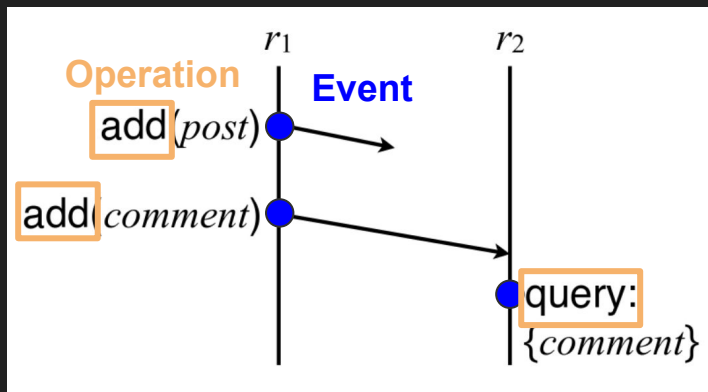 r1 r2
Operation
Event
add(post)
add(comment)
query:
{comment}